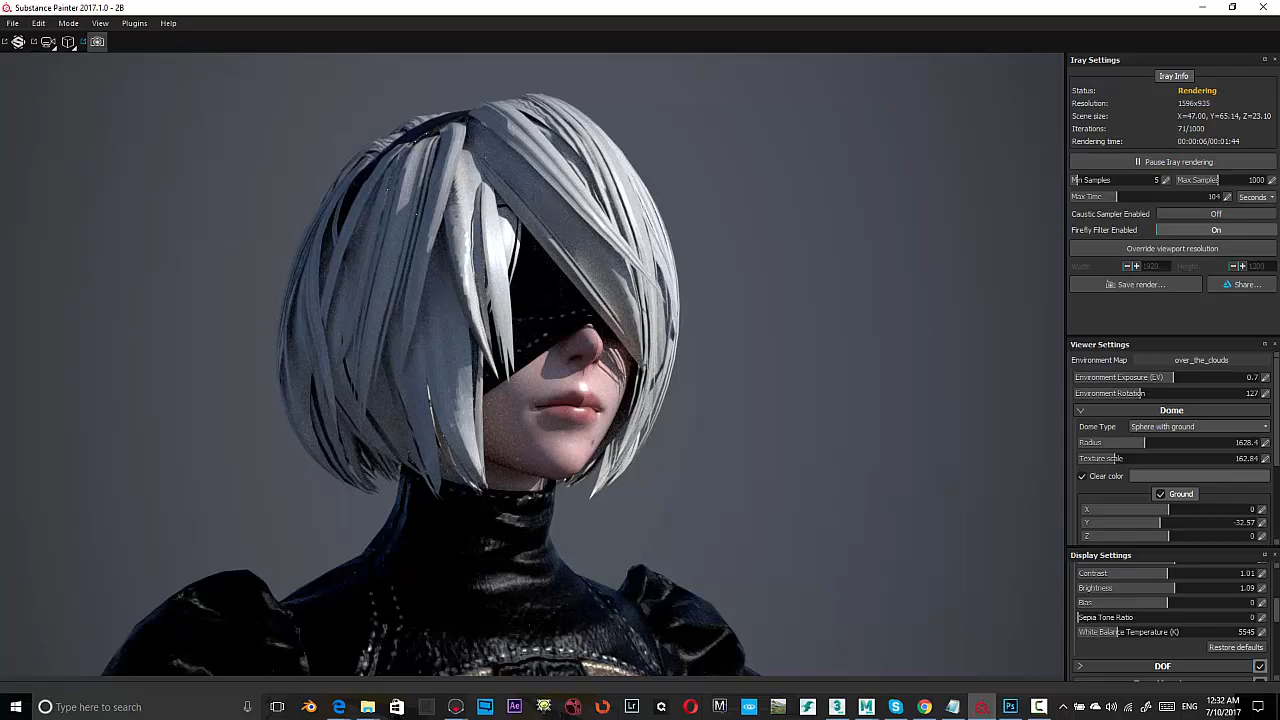 Substance Painter 2017.1.0 - 2B
File Edit Mode View Plugins Help
Iray Settings
Iray Info
Status: Rendering
Resolution: 1596x935
Scene size: X=47.00, Y=65.14, Z=23.10
Iterations: 71/1000
Rendering time: 00:00:06/00:01:44
Pause Iray rendering
Min Samples 5 Max Samples 1000
Max Time 104 Seconds
Caustic Sampler Enabled Off
Firefly Filter Enabled On
Override viewport resolution
Width: 1920 Height: 1200
Save render... Share...
Viewer Settings
Environment Map over_the_clouds
Environment Exposure (EV) 0.7
Environment Rotation 127
Dome
Dome Type Sphere with ground
Radius 1628.4
Texture scale 162.84
Clear color
Ground
X 0
Y -32.57
Z 0
Display Settings
Contrast 1.01
Brightness 1.09
Bias 0
Sepia Tone Ratio 0
White Balance Temperature (K) 5545
Restore defaults
DOF
Type here to search
ENG
12:32 AM
7/10/2017